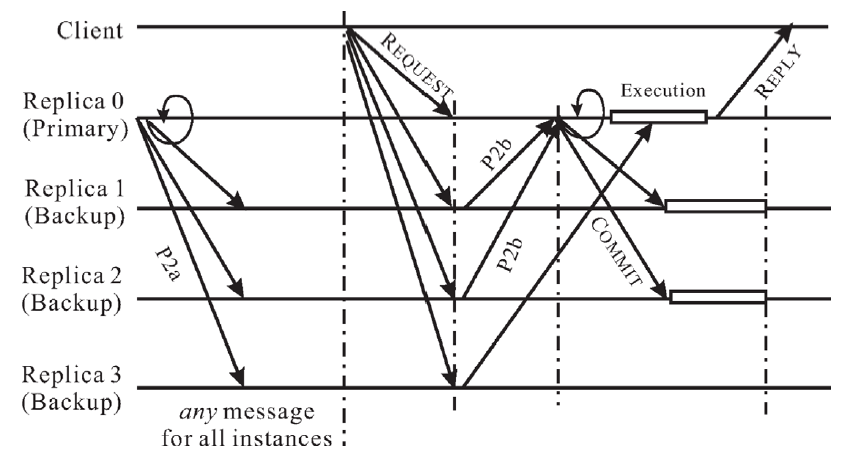 Client
REQUEST
Replica 0
(Primary)
Execution
REPLY
P2b
Replica 1
(Backup)
P2a
P2b
COMMIT
Replica 2
(Backup)
Replica 3
(Backup)
any message
for all instances